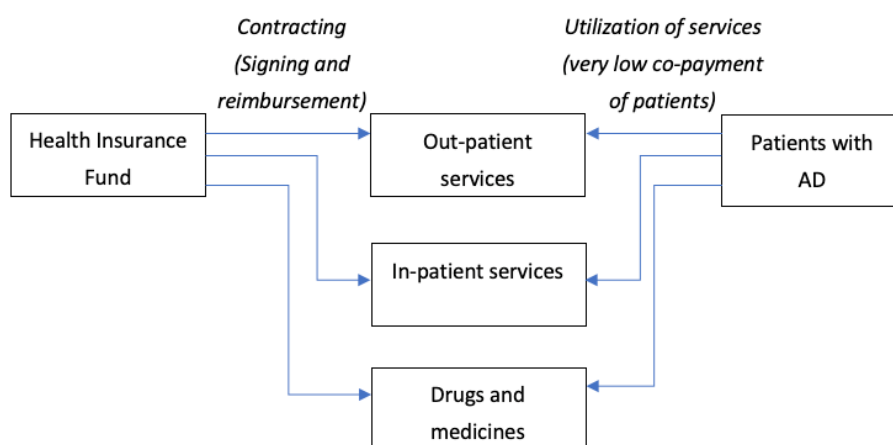 Contracting
(Signing and
reimbursement)
Utilization of services
(very low co-payment
of patients)
Health Insurance
Fund
Out-patient
services
Patients with
AD
In-patient services
Drugs and
medicines